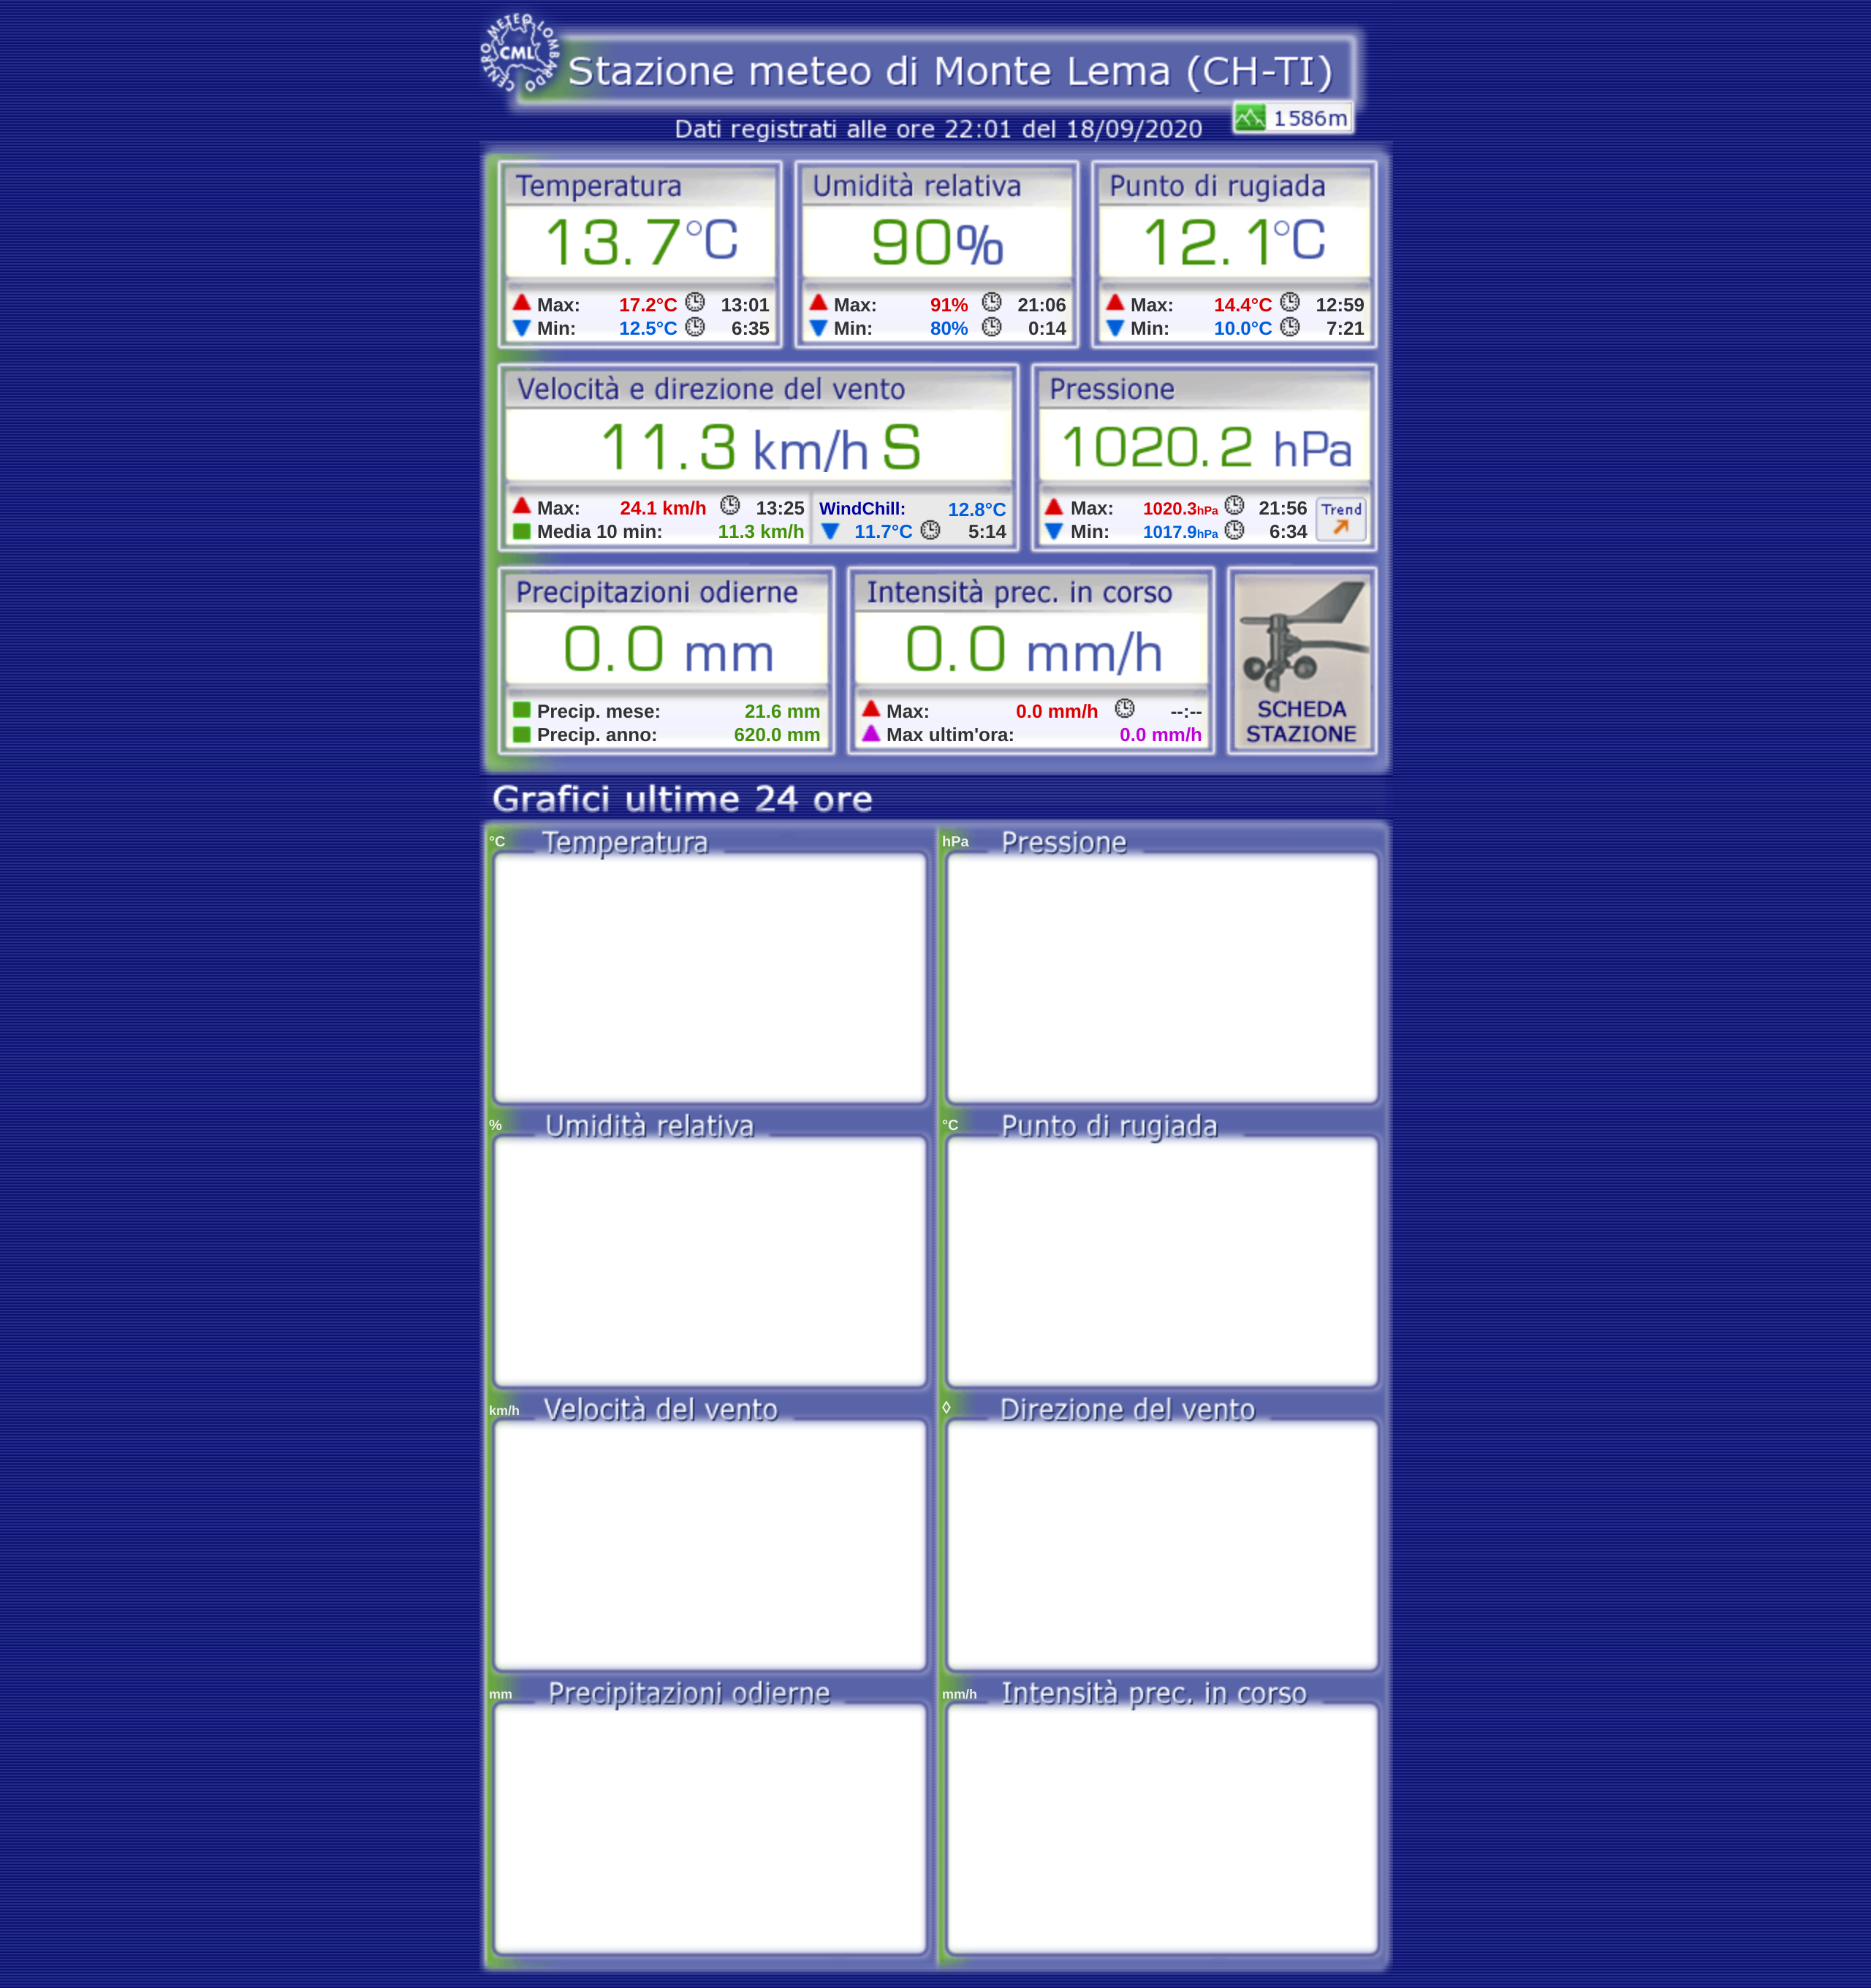 CENTRO METEO LOMBARDO
CML
Stazione meteo di Monte Lema (CH-TI)
1586m
Dati registrati alle ore 22:01 del 18/09/2020
Temperatura
13.7°C
Max: 17.2°C 13:01
Min: 12.5°C 6:35
Umidità relativa
90%
Max: 91% 21:06
Min: 80% 0:14
Punto di rugiada
12.1°C
Max: 14.4°C 12:59
Min: 10.0°C 7:21
Velocità e direzione del vento
11.3 km/h S
Max: 24.1 km/h 13:25
Media 10 min: 11.3 km/h
WindChill: 12.8°C
11.7°C 5:14
Pressione
1020.2 hPa
Max: 1020.3hPa 21:56
Min: 1017.9hPa 6:34
Trend
Precipitazioni odierne
0.0 mm
Precip. mese: 21.6 mm
Precip. anno: 620.0 mm
Intensità prec. in corso
0.0 mm/h
Max: 0.0 mm/h --:--
Max ultim'ora: 0.0 mm/h
SCHEDA
STAZIONE
Grafici ultime 24 ore
°C Temperatura
hPa Pressione
% Umidità relativa
°C Punto di rugiada
km/h Velocità del vento
◊ Direzione del vento
mm Precipitazioni odierne
mm/h Intensità prec. in corso